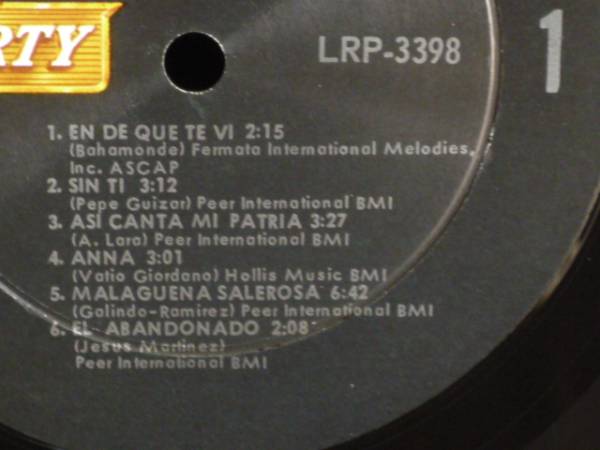 RTY
LRP-3398
1
1. EN DE QUE TE VI 2:15
(Bahamonde) Fermata International Melodies,
Inc. ASCAP
2. SIN TI 3:12
(Pepe Guizar) Peer International BMI
3. ASI CANTA MI PATRIA 3:27
(A. Lara) Peer International BMI
4. ANNA 3:01
(Vatio Giordano) Hollis Music BMI
5. MALAGUENA SALEROSA 6:42
(Galindo-Ramirez) Peer International BMI
6. EL ABANDONADO 2:08
(Jesus Martinez)
Peer International BMI